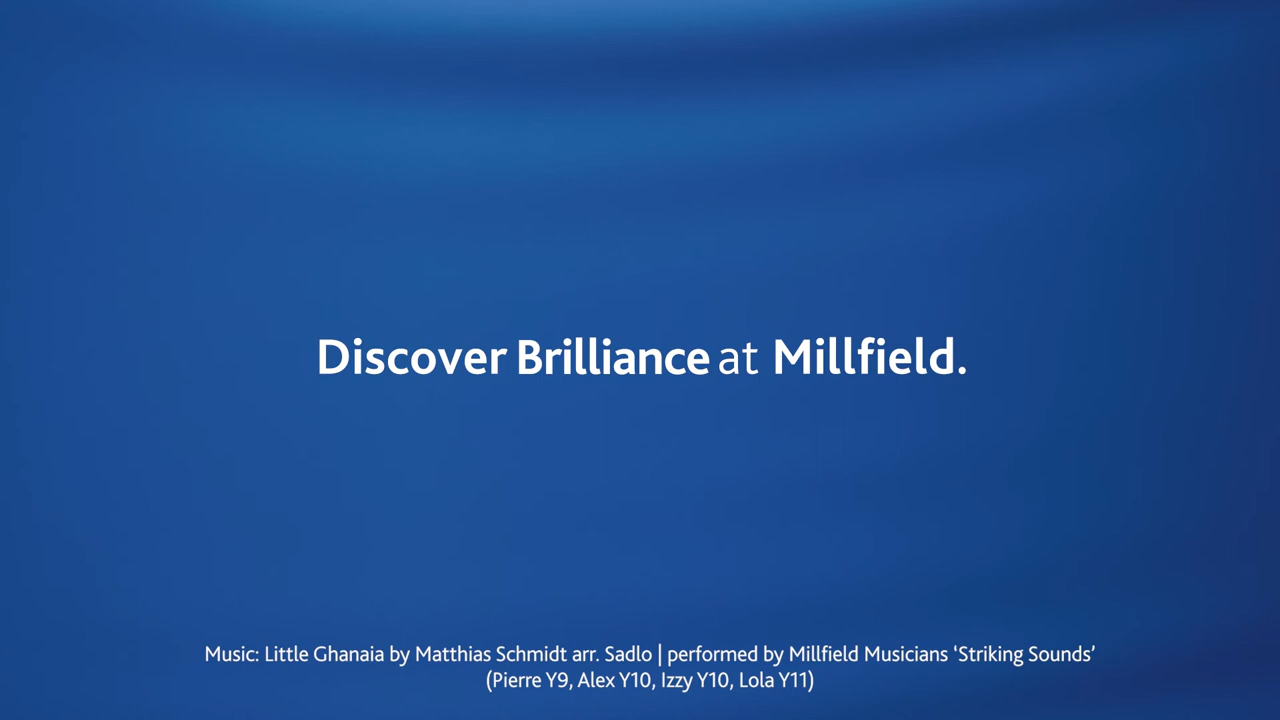 Discover Brilliance at Millfield.
Music: Little Ghanaia by Matthias Schmidt arr. Sadlo | performed by Millfield Musicians ‘Striking Sounds’
(Pierre Y9, Alex Y10, Izzy Y10, Lola Y11)